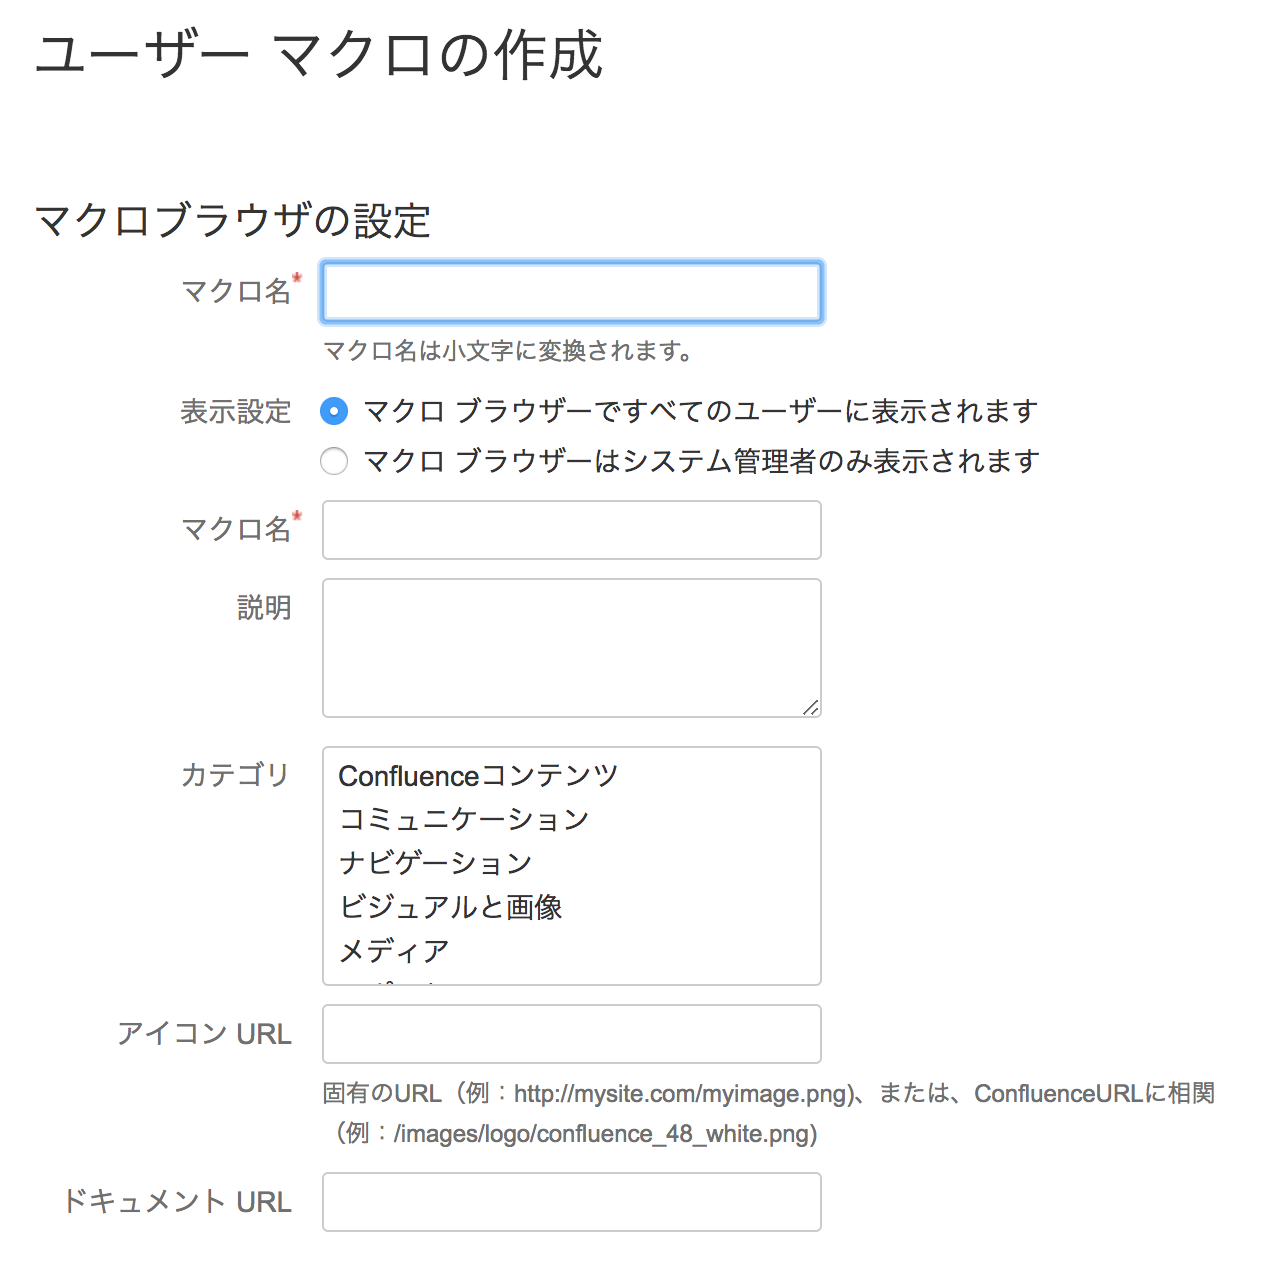 ユーザー マクロの作成
マクロブラウザの設定
マクロ名*
マクロ名は小文字に変換されます。
表示設定
マクロ ブラウザーですべてのユーザーに表示されます
マクロ ブラウザーはシステム管理者のみ表示されます
マクロ名*
説明
カテゴリ
Confluenceコンテンツ
コミュニケーション
ナビゲーション
ビジュアルと画像
メディア
アイコン URL
固有のURL（例：http://mysite.com/myimage.png)、または、ConfluenceURLに相関
（例：/images/logo/confluence_48_white.png)
ドキュメント URL